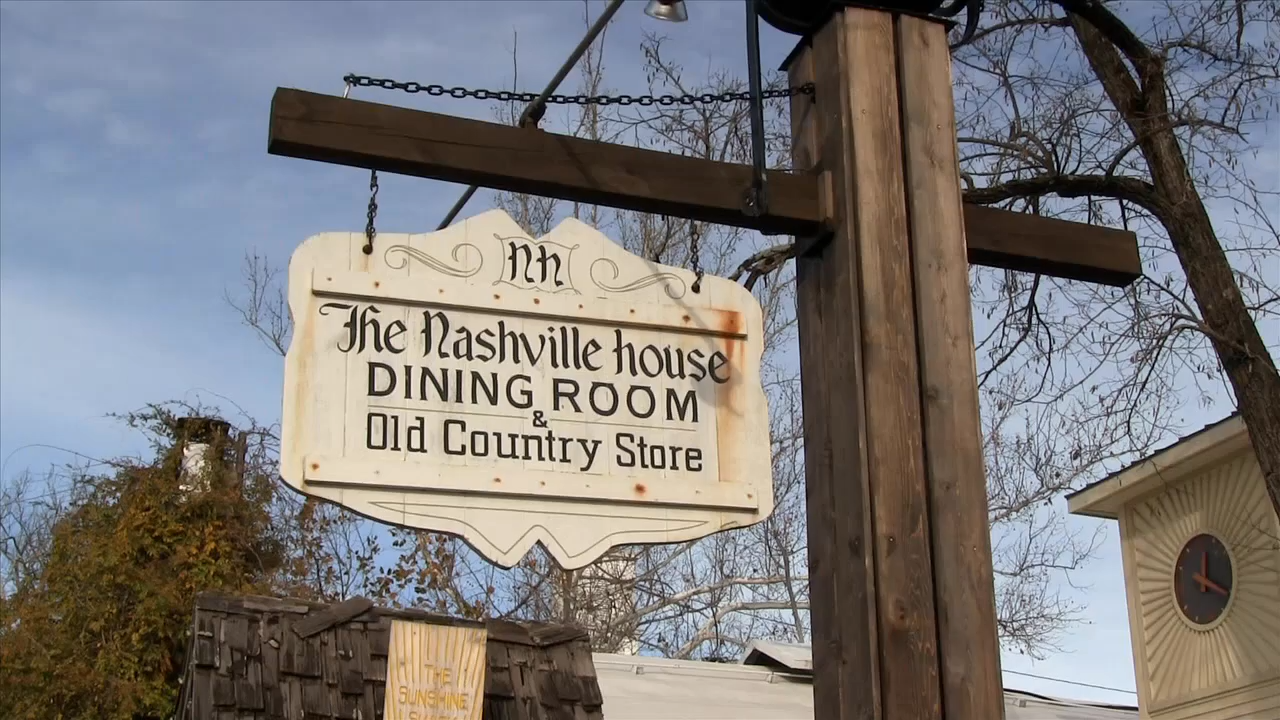 nh
The Nashville house
DINING ROOM
&
Old Country Store
THE
SUNSHINE